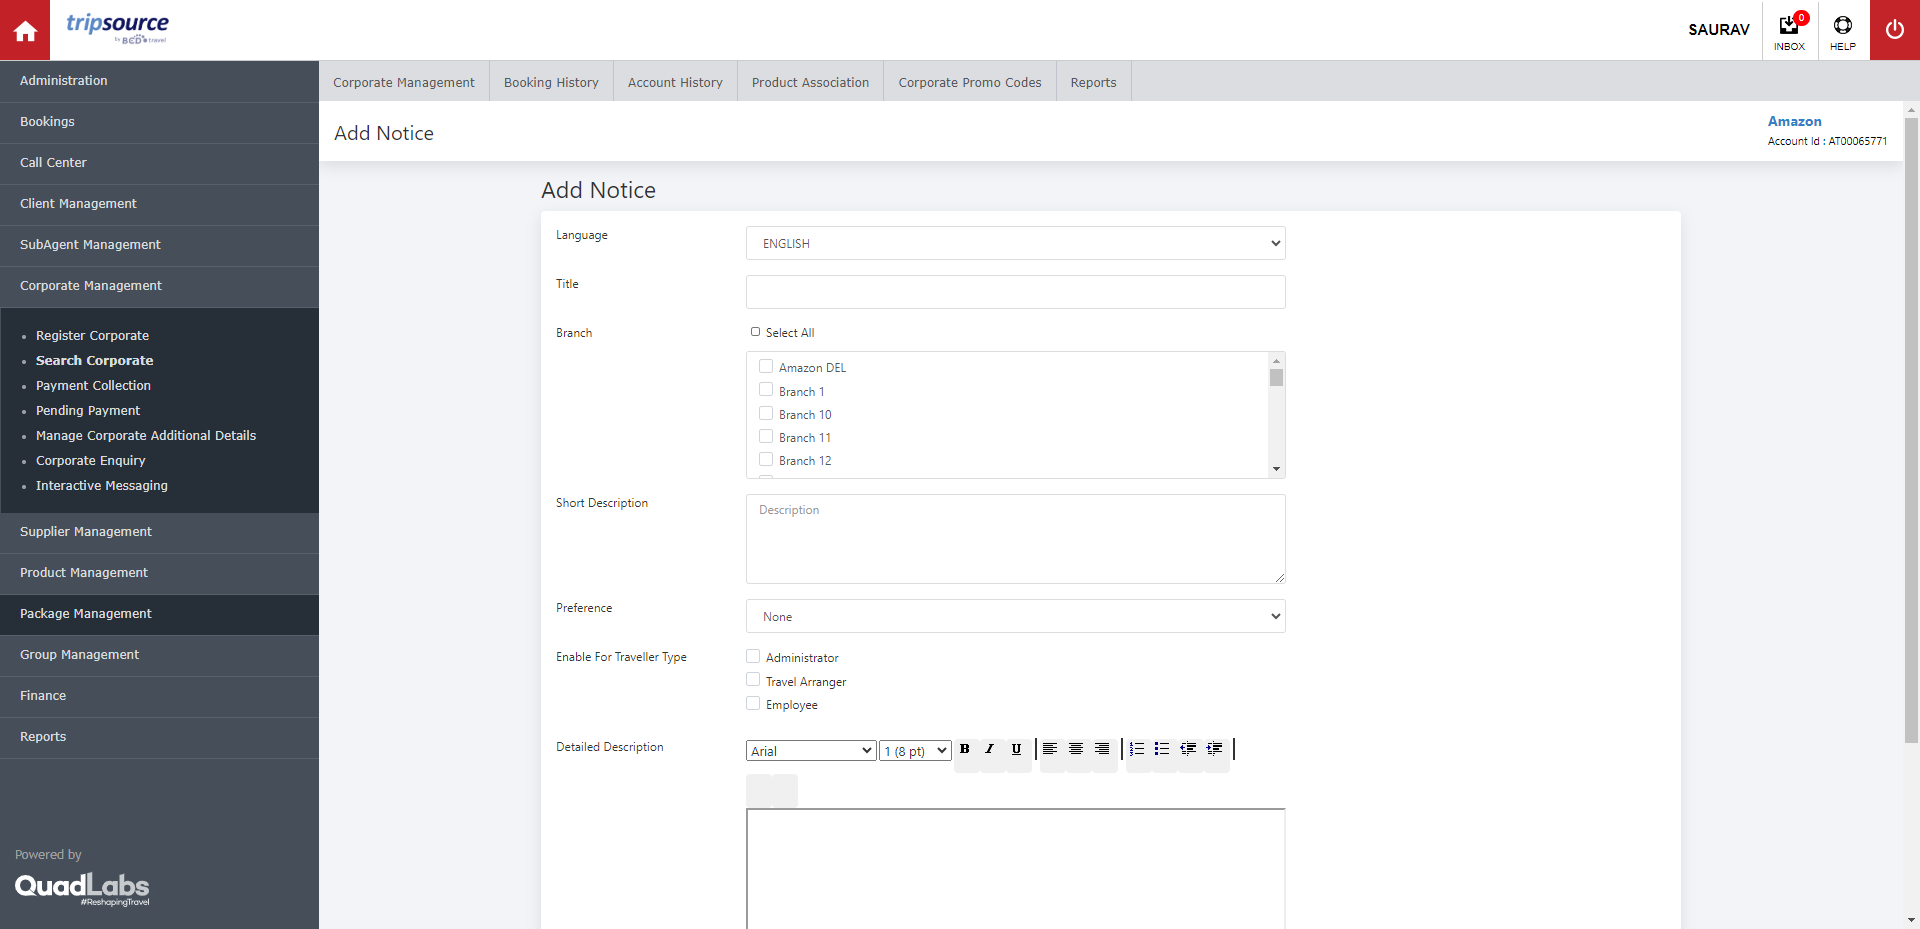 tripsource
by BCD travel
SAURAV
0
INBOX
HELP
Administration
Bookings
Call Center
Client Management
SubAgent Management
Corporate Management
Register Corporate
Search Corporate
Payment Collection
Pending Payment
Manage Corporate Additional Details
Corporate Enquiry
Interactive Messaging
Supplier Management
Product Management
Package Management
Group Management
Finance
Reports
Powered by
QuadLabs
#ReshapingTravel
Corporate Management
Booking History
Account History
Product Association
Corporate Promo Codes
Reports
Add Notice
Amazon
Account Id : AT00065771
Add Notice
Language
ENGLISH
Title
Branch
Select All
Amazon DEL
Branch 1
Branch 10
Branch 11
Branch 12
Short Description
Description
Preference
None
Enable For Traveller Type
Administrator
Travel Arranger
Employee
Detailed Description
Arial
1 (8 pt)
B I U